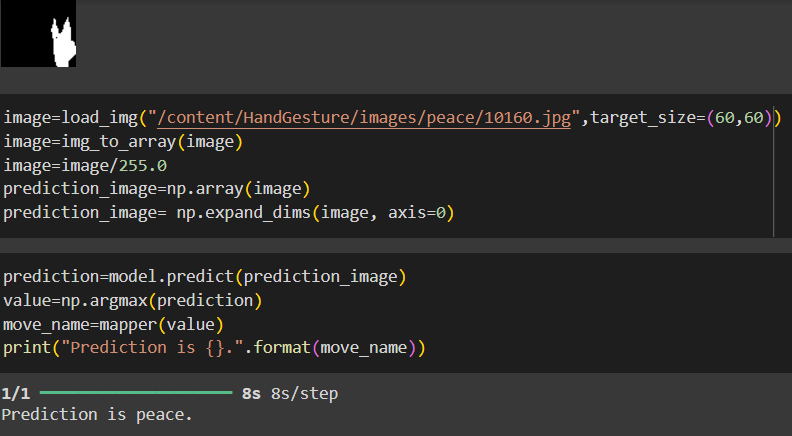 image=load_img("/content/HandGesture/images/peace/10160.jpg",target_size=(60,60))
image=img_to_array(image)
image=image/255.0
prediction_image=np.array(image)
prediction_image= np.expand_dims(image, axis=0)
prediction=model.predict(prediction_image)
value=np.argmax(prediction)
move_name=mapper(value)
print("Prediction is {}.".format(move_name))
1/1 8s 8s/step
Prediction is peace.